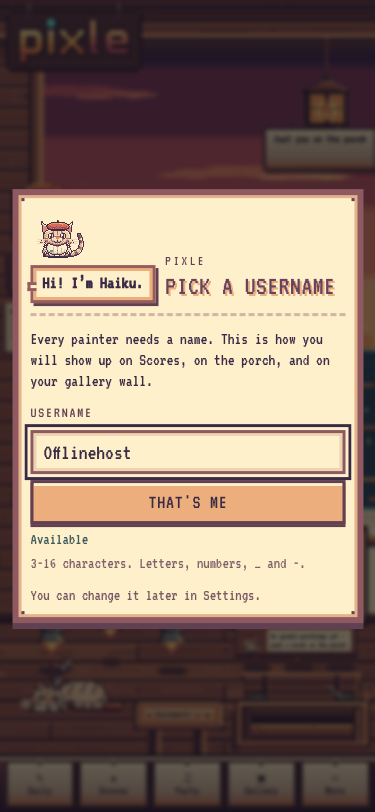 pixle
Hi! I'm Haiku.
PIXLE
PICK A USERNAME
Every painter needs a name. This is how you
will show up on Scores, on the porch, and on
your gallery wall.
USERNAME
Offlinehost
THAT'S ME
Available
3-16 characters. Letters, numbers, _ and -.
You can change it later in Settings.